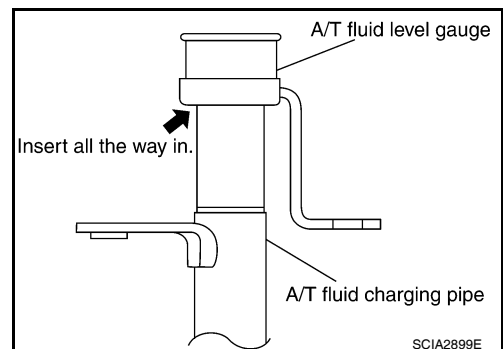 A/T fluid level gauge
Insert all the way in.
A/T fluid charging pipe
SCIA2899E